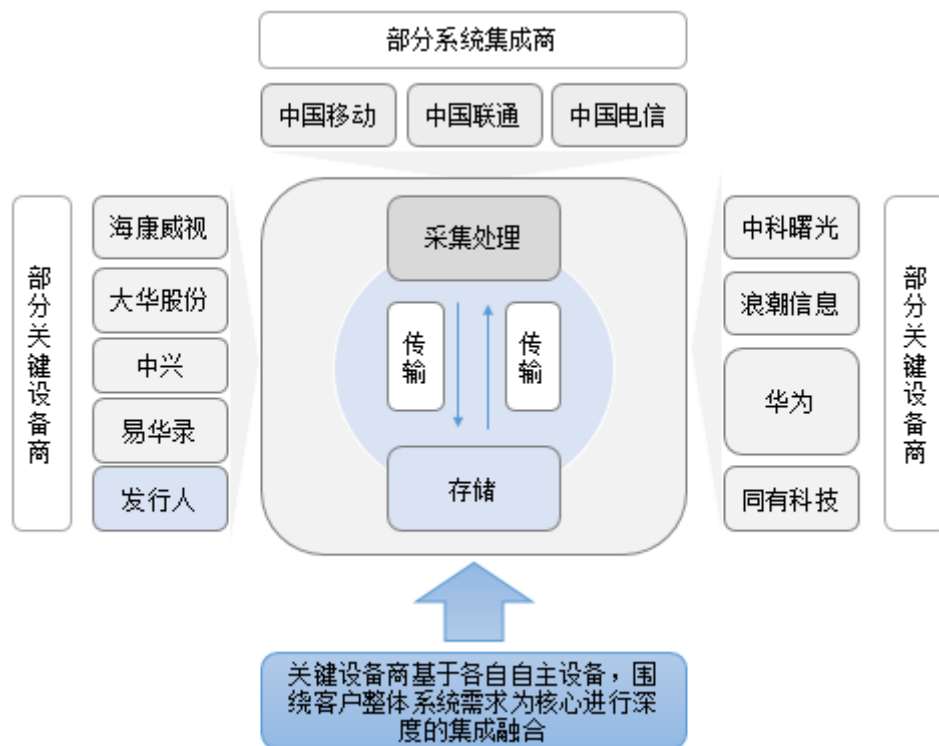 部分系统集成商
中国移动
中国联通
中国电信
部分关键设备商
海康威视
大华股份
中兴
易华录
发行人
采集处理
传输
传输
存储
中科曙光
浪潮信息
华为
同有科技
部分关键设备商
关键设备商基于各自自主设备，围
绕客户整体系统需求为核心进行深
度的集成融合